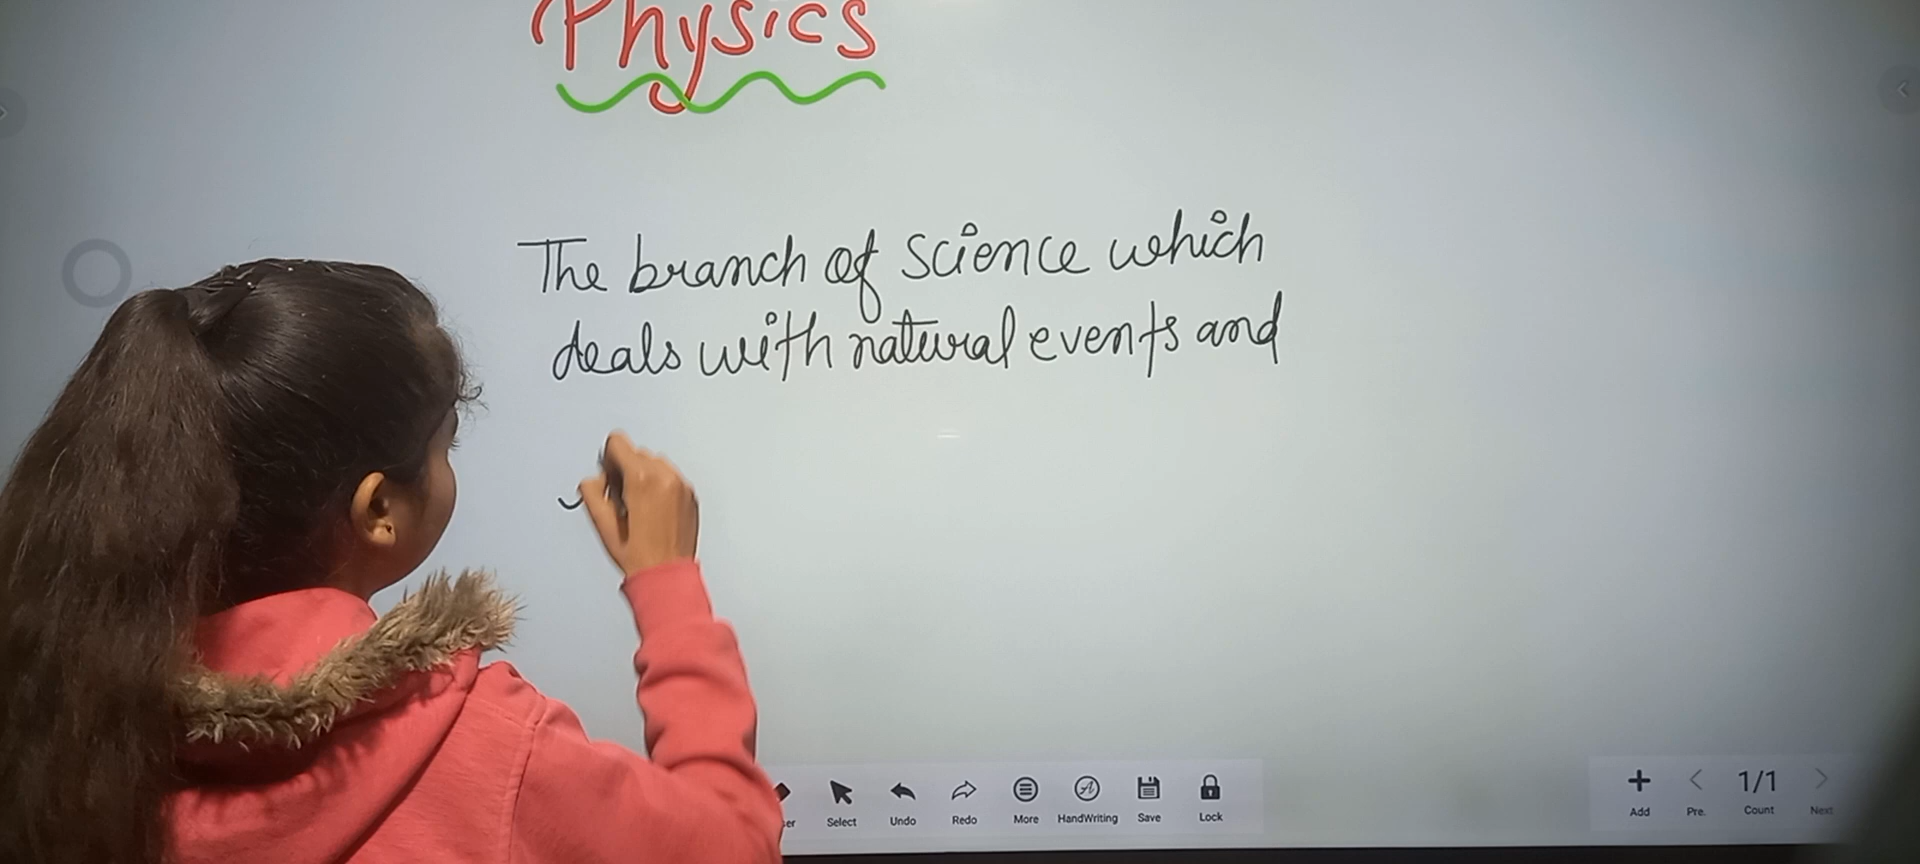 Physics
The branch of science which
deals with natural events and
Select Undo Redo More HandWriting Save Lock
Add Pre. 1/1 Count Next